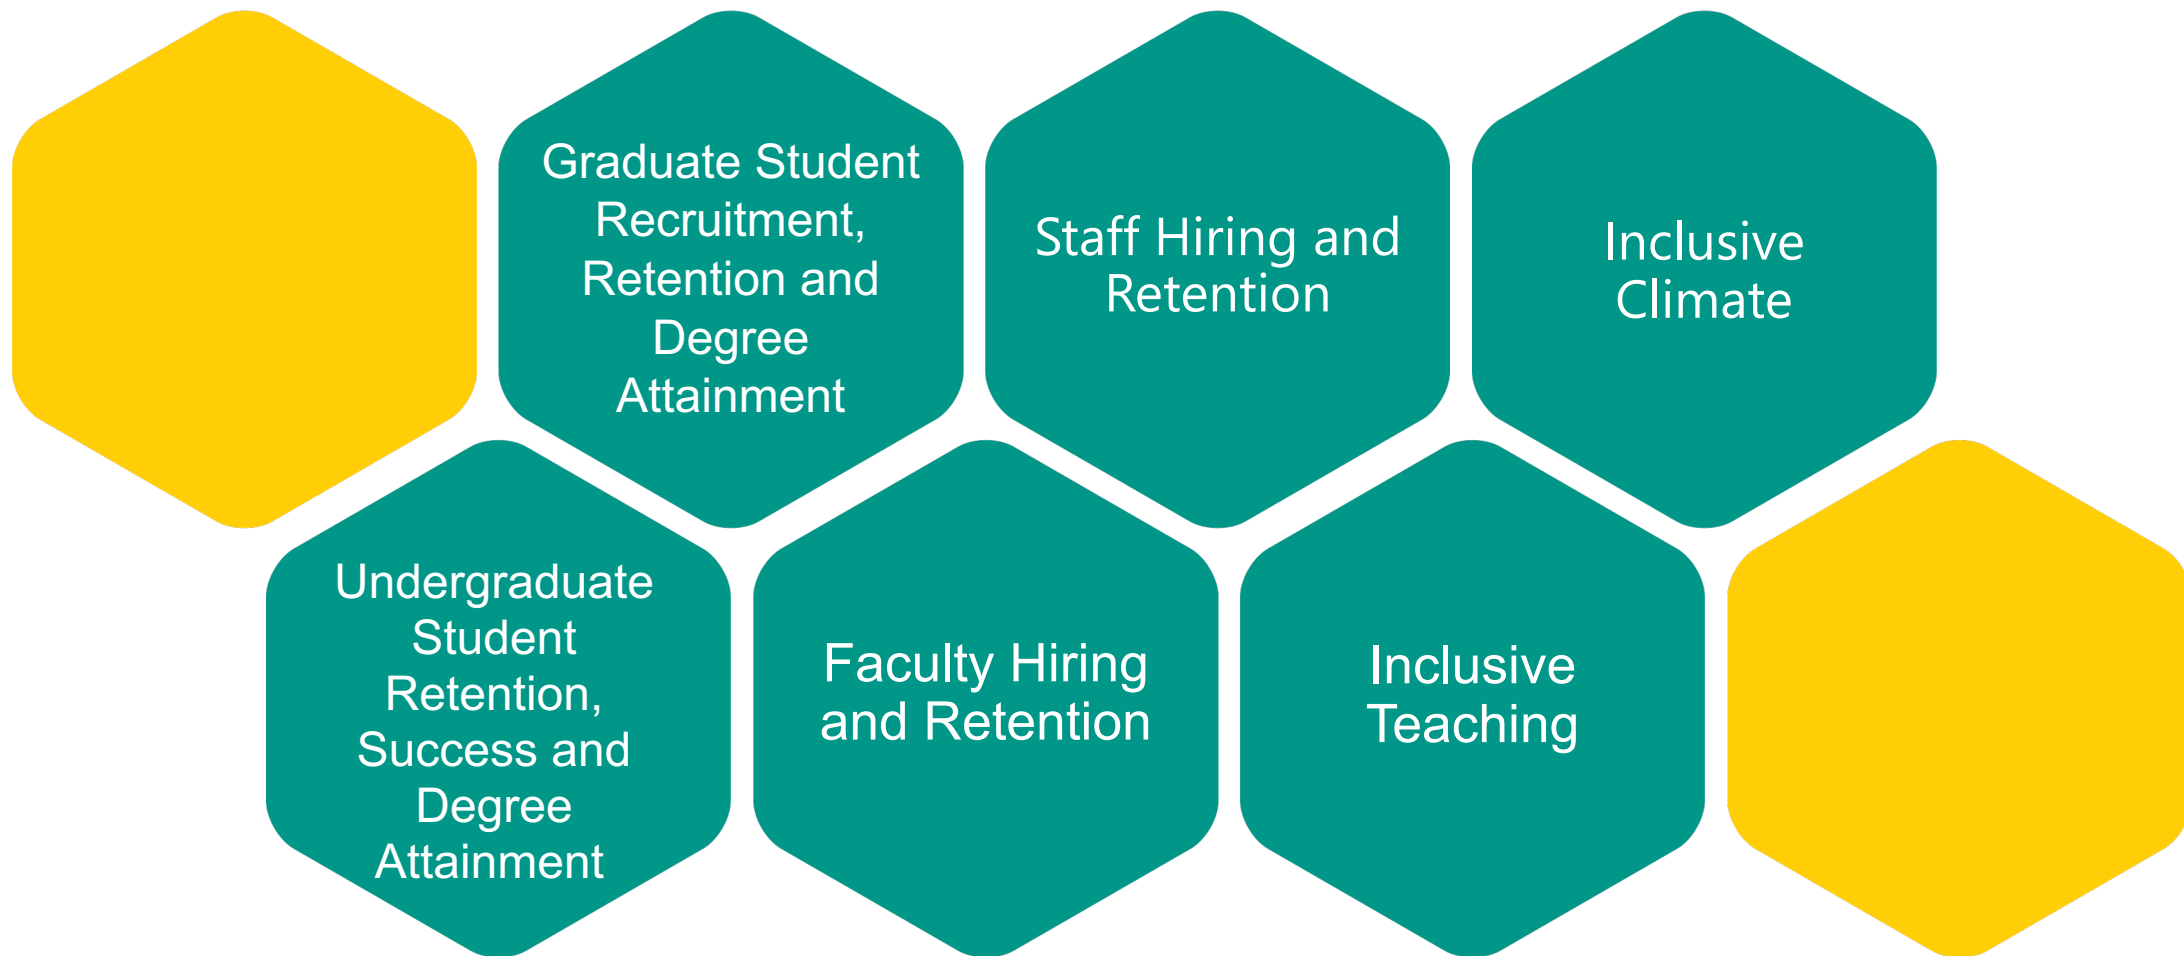 Graduate Student
Recruitment,
Retention and
Degree
Attainment
Staff Hiring and
Retention
Inclusive
Climate
Undergraduate
Student
Retention,
Success and
Degree
Attainment
Faculty Hiring
and Retention
Inclusive
Teaching